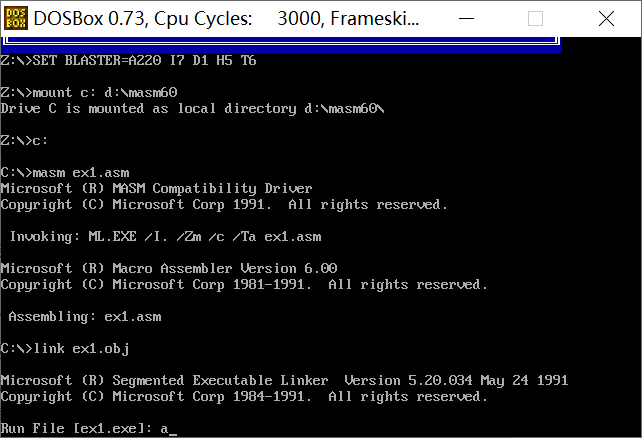 DOS
BOX
DOSBox 0.73, Cpu Cycles: 3000, Frameski...
Z:\>SET BLASTER=A220 I7 D1 H5 T6
Z:\>mount c: d:\masm60
Drive C is mounted as local directory d:\masm60\
Z:\>c:
C:\>masm ex1.asm
Microsoft (R) MASM Compatibility Driver
Copyright (C) Microsoft Corp 1991.  All rights reserved.
Invoking: ML.EXE /I. /Zm /c /Ta ex1.asm
Microsoft (R) Macro Assembler Version 6.00
Copyright (C) Microsoft Corp 1981-1991.  All rights reserved.
Assembling: ex1.asm
C:\>link ex1.obj
Microsoft (R) Segmented Executable Linker  Version 5.20.034 May 24 1991
Copyright (C) Microsoft Corp 1984-1991.  All rights reserved.
Run File [ex1.exe]: a_